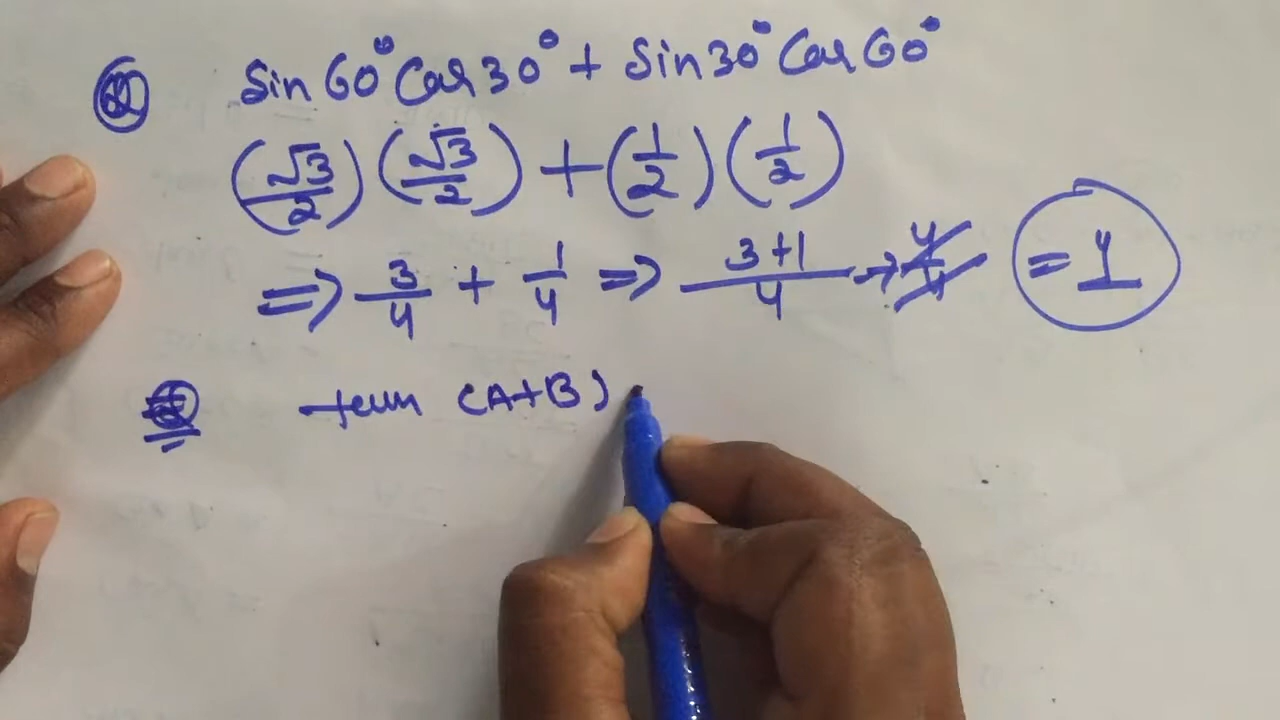 Q Sin 60° Cos 30° + Sin 30° Cos 60°
(√3/2) (√3/2) + (1/2) (1/2)
⇒ 3/4 + 1/4 ⇒ 3+1/4 → 4/4 = 1
Q tan (A+B)